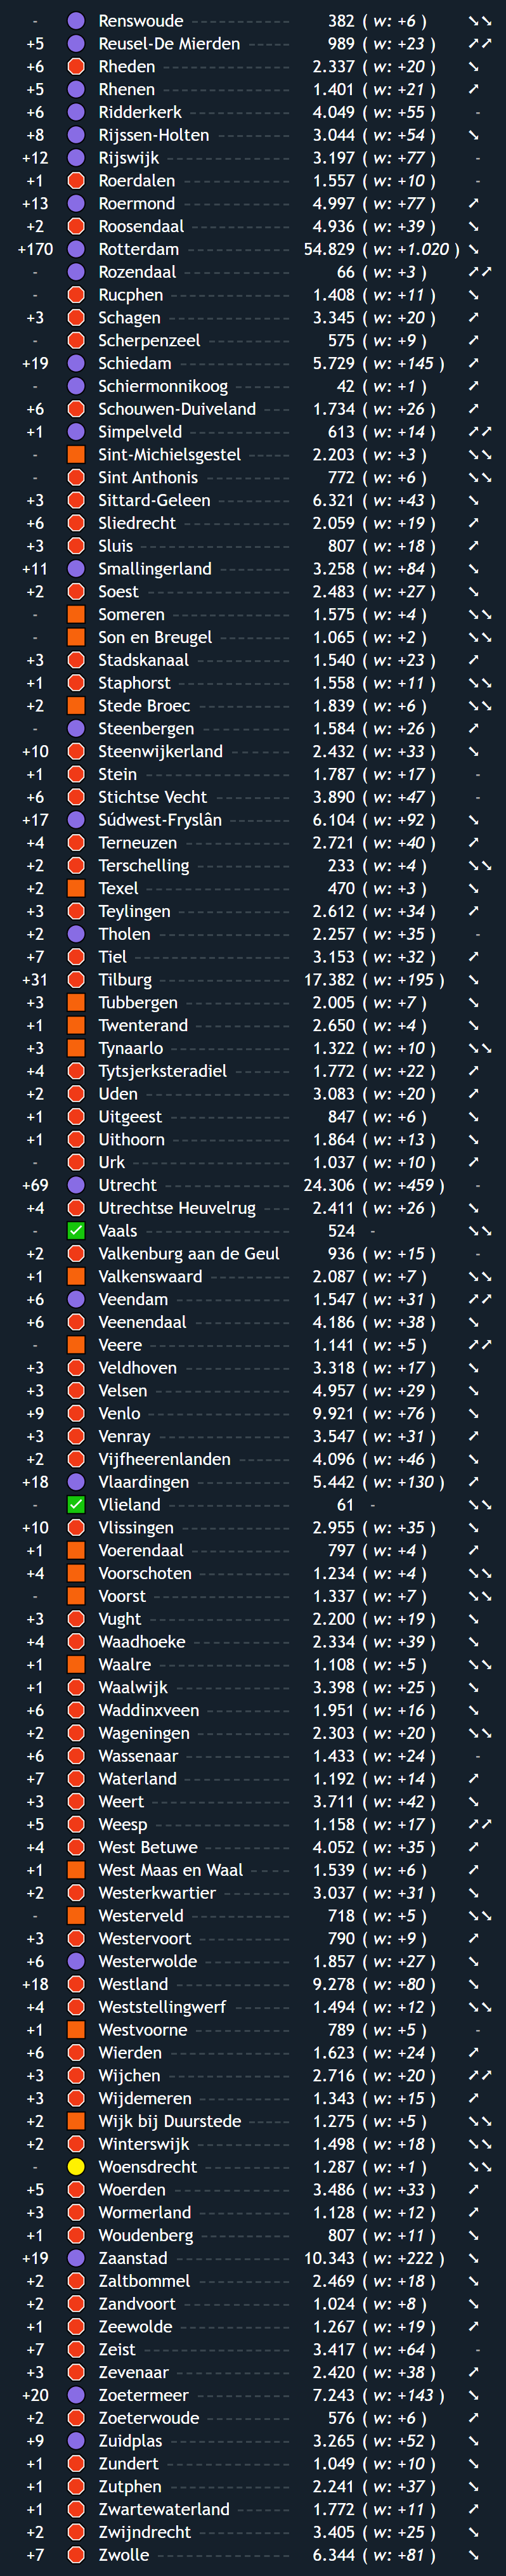 - Renswoude 382 ( w: +6 ) ↘↘
+5 Reusel-De Mierden 989 ( w: +23 ) ↗↗
+6 Rheden 2.337 ( w: +20 ) ↘
+5 Rhenen 1.401 ( w: +21 ) ↗
+6 Ridderkerk 4.049 ( w: +55 ) -
+8 Rijssen-Holten 3.044 ( w: +54 ) ↘
+12 Rijswijk 3.197 ( w: +77 ) -
+1 Roerdalen 1.557 ( w: +10 ) -
+13 Roermond 4.997 ( w: +77 ) ↗
+2 Roosendaal 4.936 ( w: +39 ) ↘
+170 Rotterdam 54.829 ( w: +1.020 ) ↘
- Rozendaal 66 ( w: +3 ) ↗↗
- Rucphen 1.408 ( w: +11 ) ↘
+3 Schagen 3.345 ( w: +20 ) ↗
- Scherpenzeel 575 ( w: +9 ) ↗
+19 Schiedam 5.729 ( w: +145 ) ↗
- Schiermonnikoog 42 ( w: +1 ) ↗
+6 Schouwen-Duiveland 1.734 ( w: +26 ) ↗
+1 Simpelveld 613 ( w: +14 ) ↗↗
- Sint-Michielsgestel 2.203 ( w: +3 ) ↘↘
- Sint Anthonis 772 ( w: +6 ) ↘↘
+3 Sittard-Geleen 6.321 ( w: +43 ) ↘
+6 Sliedrecht 2.059 ( w: +19 ) ↗
+3 Sluis 807 ( w: +18 ) ↗
+11 Smallingerland 3.258 ( w: +84 ) ↘
+2 Soest 2.483 ( w: +27 ) ↘
- Someren 1.575 ( w: +4 ) ↘↘
- Son en Breugel 1.065 ( w: +2 ) ↘↘
+3 Stadskanaal 1.540 ( w: +23 ) ↗
+1 Staphorst 1.558 ( w: +11 ) ↘↘
+2 Stede Broec 1.839 ( w: +6 ) ↘↘
- Steenbergen 1.584 ( w: +26 ) ↗
+10 Steenwijkerland 2.432 ( w: +33 ) ↘
+1 Stein 1.787 ( w: +17 ) -
+6 Stichtse Vecht 3.890 ( w: +47 ) -
+17 Súdwest-Fryslân 6.104 ( w: +92 ) ↘
+4 Terneuzen 2.721 ( w: +40 ) ↗
+2 Terschelling 233 ( w: +4 ) ↘↘
+2 Texel 470 ( w: +3 ) ↘
+3 Teylingen 2.612 ( w: +34 ) ↗
+2 Tholen 2.257 ( w: +35 ) -
+7 Tiel 3.153 ( w: +32 ) ↗
+31 Tilburg 17.382 ( w: +195 ) ↘
+3 Tubbergen 2.005 ( w: +7 ) ↘
+1 Twenterand 2.650 ( w: +4 ) ↘
+3 Tynaarlo 1.322 ( w: +10 ) ↘↘
+4 Tytsjerksteradiel 1.772 ( w: +22 ) ↗
+2 Uden 3.083 ( w: +20 ) ↗
+1 Uitgeest 847 ( w: +6 ) ↘
+1 Uithoorn 1.864 ( w: +13 ) ↘
- Urk 1.037 ( w: +10 ) ↗
+69 Utrecht 24.306 ( w: +459 ) -
+4 Utrechtse Heuvelrug 2.411 ( w: +26 ) ↘
- Vaals 524 - ↘↘
+2 Valkenburg aan de Geul 936 ( w: +15 ) -
+1 Valkenswaard 2.087 ( w: +7 ) ↘↘
+6 Veendam 1.547 ( w: +31 ) ↗↗
+6 Veenendaal 4.186 ( w: +38 ) ↘
- Veere 1.141 ( w: +5 ) ↗↗
+3 Veldhoven 3.318 ( w: +17 ) ↘
+3 Velsen 4.957 ( w: +29 ) ↘
+9 Venlo 9.921 ( w: +76 ) ↘
+3 Venray 3.547 ( w: +31 ) ↗
+2 Vijfheerenlanden 4.096 ( w: +46 ) ↘
+18 Vlaardingen 5.442 ( w: +130 ) ↗
- Vlieland 61 - ↘↘
+10 Vlissingen 2.955 ( w: +35 ) ↘
+1 Voerendaal 797 ( w: +4 ) ↗
+4 Voorschoten 1.234 ( w: +4 ) ↘↘
- Voorst 1.337 ( w: +7 ) ↘↘
+3 Vught 2.200 ( w: +19 ) ↘
+4 Waadhoeke 2.334 ( w: +39 ) ↘
+1 Waalre 1.108 ( w: +5 ) ↘↘
+1 Waalwijk 3.398 ( w: +25 ) ↘
+6 Waddinxveen 1.951 ( w: +16 ) ↘
+2 Wageningen 2.303 ( w: +20 ) ↘↘
+6 Wassenaar 1.433 ( w: +24 ) -
+7 Waterland 1.192 ( w: +14 ) ↗
+3 Weert 3.711 ( w: +42 ) ↘
+5 Weesp 1.158 ( w: +17 ) ↗↗
+4 West Betuwe 4.052 ( w: +35 ) ↗
+1 West Maas en Waal 1.539 ( w: +6 ) ↗
+2 Westerkwartier 3.037 ( w: +31 ) ↘
- Westerveld 718 ( w: +5 ) ↘↘
+3 Westervoort 790 ( w: +9 ) ↗
+6 Westerwolde 1.857 ( w: +27 ) ↘
+18 Westland 9.278 ( w: +80 ) ↘
+4 Weststellingwerf 1.494 ( w: +12 ) ↘↘
+1 Westvoorne 789 ( w: +5 ) -
+6 Wierden 1.623 ( w: +24 ) ↗
+3 Wijchen 2.716 ( w: +20 ) ↗↗
+3 Wijdemeren 1.343 ( w: +15 ) ↗
+2 Wijk bij Duurstede 1.275 ( w: +5 ) ↘↘
+2 Winterswijk 1.498 ( w: +18 ) ↘↘
- Woensdrecht 1.287 ( w: +1 ) ↘↘
+5 Woerden 3.486 ( w: +33 ) ↗
+3 Wormerland 1.128 ( w: +12 ) ↗
+1 Woudenberg 807 ( w: +11 ) ↘
+19 Zaanstad 10.343 ( w: +222 ) ↘
+2 Zaltbommel 2.469 ( w: +18 ) ↘
+2 Zandvoort 1.024 ( w: +8 ) ↘
+1 Zeewolde 1.267 ( w: +19 ) ↗
+7 Zeist 3.417 ( w: +64 ) -
+3 Zevenaar 2.420 ( w: +38 ) ↗
+20 Zoetermeer 7.243 ( w: +143 ) ↘
+2 Zoeterwoude 576 ( w: +6 ) ↗
+9 Zuidplas 3.265 ( w: +52 ) ↘
+1 Zundert 1.049 ( w: +10 ) ↘
+1 Zutphen 2.241 ( w: +37 ) ↘
+1 Zwartewaterland 1.772 ( w: +11 ) ↗
+2 Zwijndrecht 3.405 ( w: +25 ) ↘
+7 Zwolle 6.344 ( w: +81 ) ↘